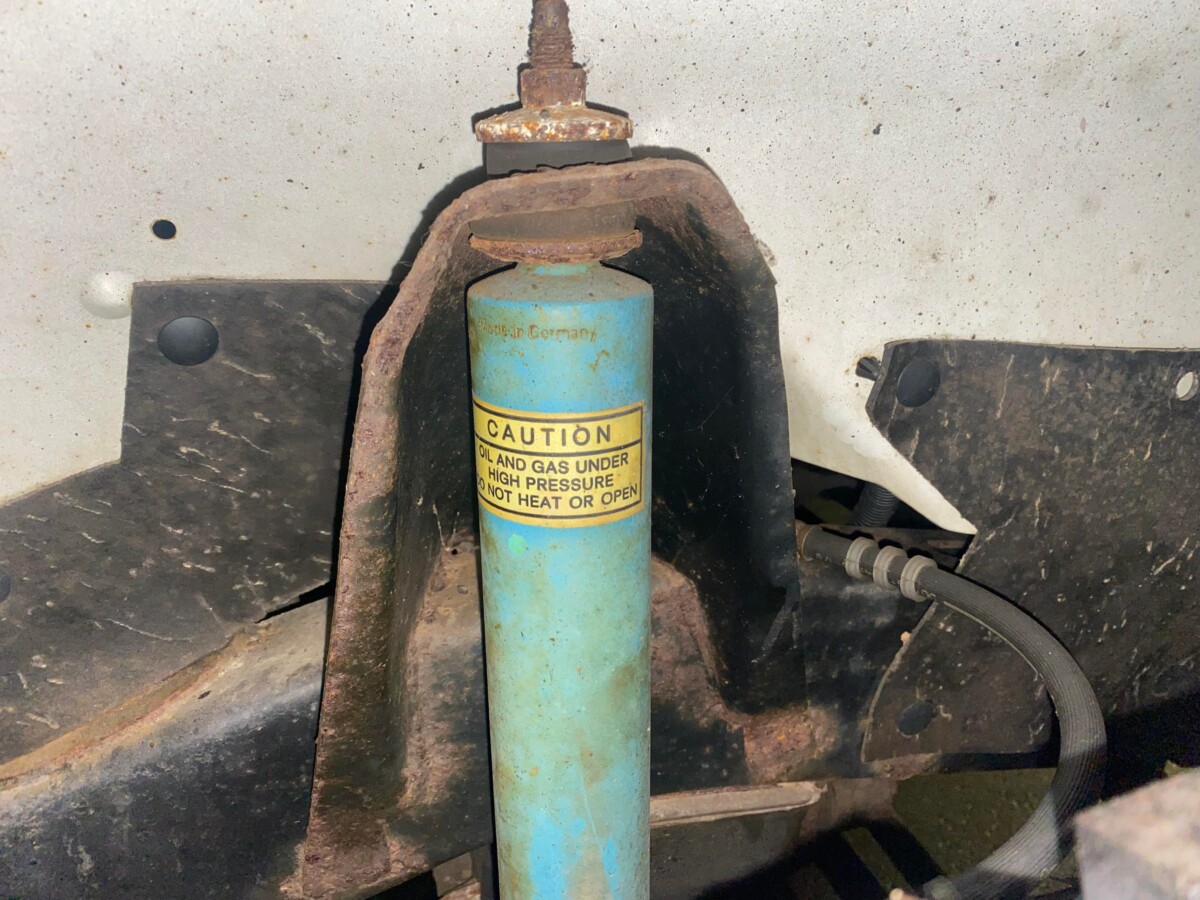 Made in Germany
CAUTION
OIL AND GAS UNDER
HIGH PRESSURE
DO NOT HEAT OR OPEN